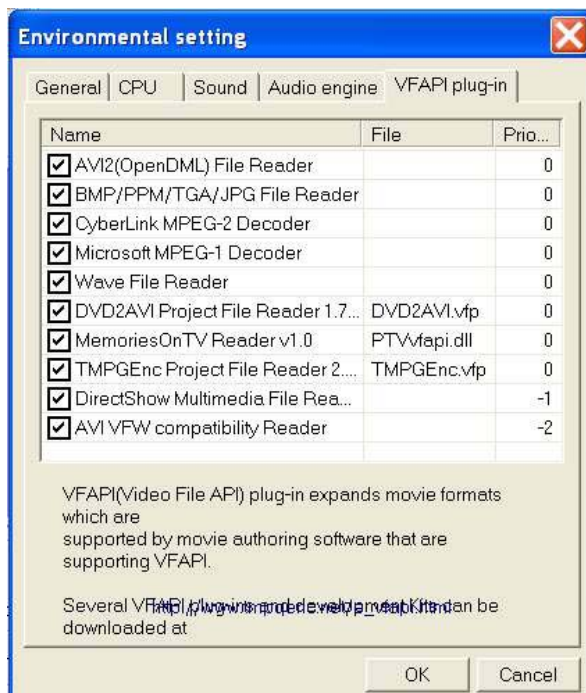 Environmental setting
General CPU Sound Audio engine VFAPI plug-in
Name File Prio...
AVI2(OpenDML) File Reader 0
BMP/PPM/TGA/JPG File Reader 0
CyberLink MPEG-2 Decoder 0
Microsoft MPEG-1 Decoder 0
Wave File Reader 0
DVD2AVI Project File Reader 1.7... DVD2AVI.vfp 0
MemoriesOnTV Reader v1.0 PTVvfapi.dll 0
TMPGEnc Project File Reader 2.... TMPGEnc.vfp 0
DirectShow Multimedia File Rea... -1
AVI VFW compatibility Reader -2
VFAPI(Video File API) plug-in expands movie formats
which are
supported by movie authoring software that are
supporting VFAPI.
Several VFAPI plug-ins and development Kits can be
downloaded at
OK Cancel